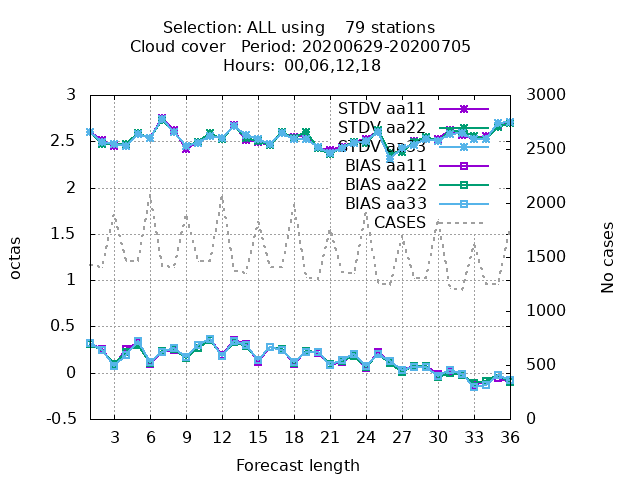 Selection: ALL using    79 stations
Cloud cover   Period: 20200629-20200705
Hours:  00,06,12,18
3
2.5
2
1.5
1
0.5
0
-0.5
octas
STDV aa11
STDV aa22
STDV aa33
BIAS aa11
BIAS aa22
BIAS aa33
CASES
3000
2500
2000
1500
1000
500
0
No cases
3 6 9 12 15 18 21 24 27 30 33 36
Forecast length